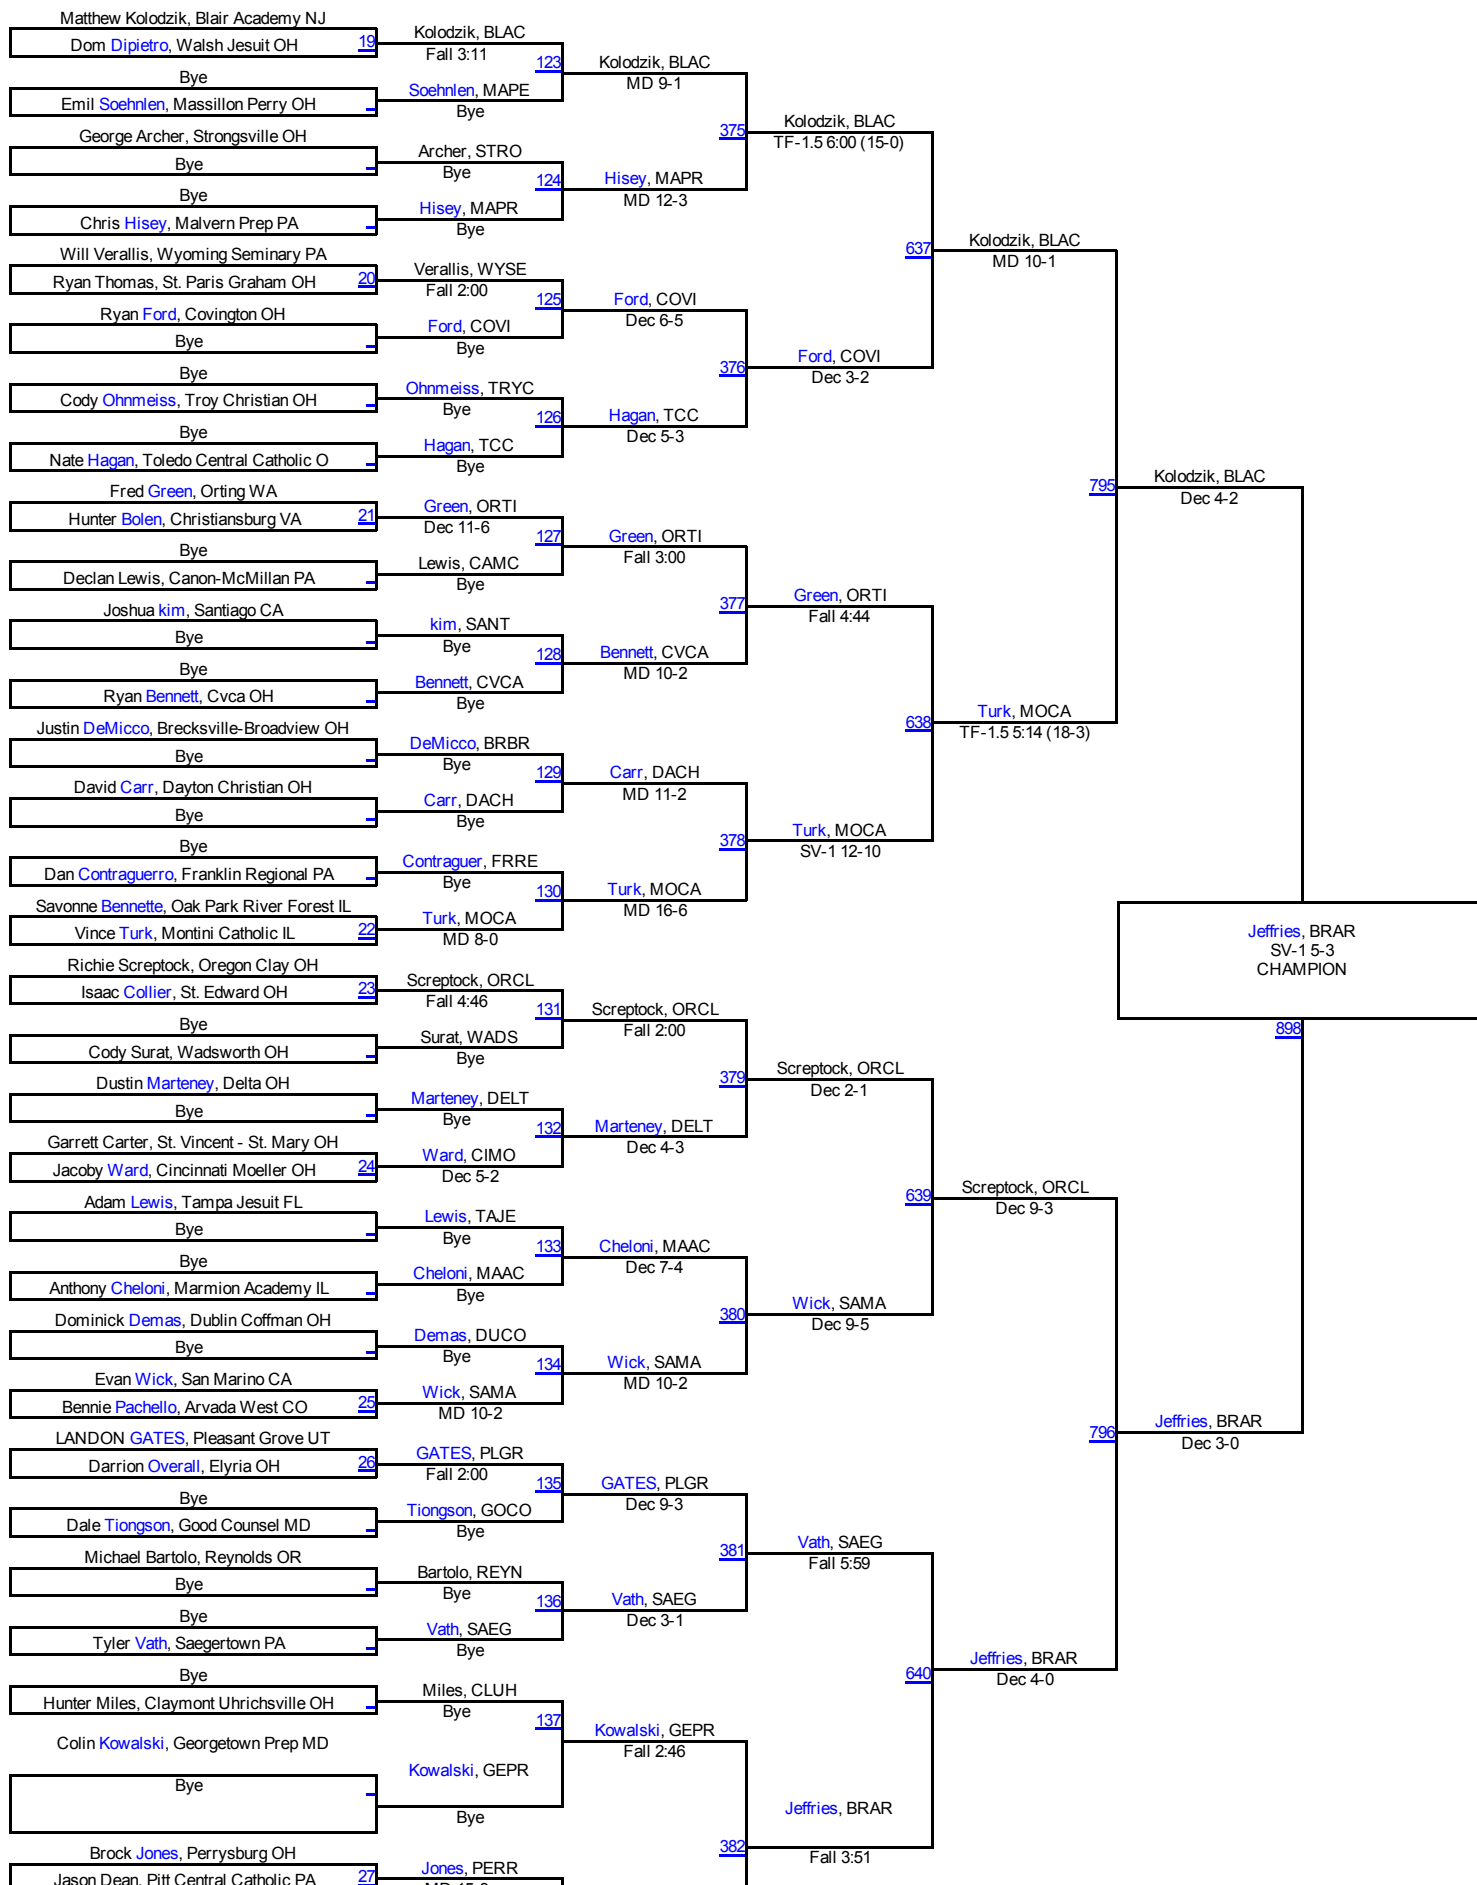 Matthew Kolodzik, Blair Academy NJ
Dom Dipietro, Walsh Jesuit OH
19
Bye
Emil Soehnlen, Massillon Perry OH
George Archer, Strongsville OH
Bye
Bye
Chris Hisey, Malvern Prep PA
Will Verallis, Wyoming Seminary PA
Ryan Thomas, St. Paris Graham OH
20
Ryan Ford, Covington OH
Bye
Bye
Cody Ohnmeiss, Troy Christian OH
Bye
Nate Hagan, Toledo Central Catholic O
Fred Green, Orting WA
Hunter Bolen, Christiansburg VA
21
Bye
Declan Lewis, Canon-McMillan PA
Joshua kim, Santiago CA
Bye
Bye
Ryan Bennett, Cvca OH
Justin DeMicco, Brecksville-Broadview OH
Bye
David Carr, Dayton Christian OH
Bye
Bye
Dan Contraguerro, Franklin Regional PA
Savonne Bennette, Oak Park River Forest IL
Vince Turk, Montini Catholic IL
22
Richie Screptock, Oregon Clay OH
Isaac Collier, St. Edward OH
23
Bye
Cody Surat, Wadsworth OH
Dustin Marteney, Delta OH
Bye
Garrett Carter, St. Vincent - St. Mary OH
Jacoby Ward, Cincinnati Moeller OH
24
Adam Lewis, Tampa Jesuit FL
Bye
Bye
Anthony Cheloni, Marmion Academy IL
Dominick Demas, Dublin Coffman OH
Bye
Evan Wick, San Marino CA
Bennie Pachello, Arvada West CO
25
LANDON GATES, Pleasant Grove UT
Darrion Overall, Elyria OH
26
Bye
Dale Tiongson, Good Counsel MD
Michael Bartolo, Reynolds OR
Bye
Bye
Tyler Vath, Saegertown PA
Bye
Hunter Miles, Claymont Uhrichsville OH
Colin Kowalski, Georgetown Prep MD
Bye
Brock Jones, Perrysburg OH
Jason Dean, Pitt Central Catholic PA
27
Kolodzik, BLAC
Fall 3:11
123
Soehnlen, MAPE
Bye
Archer, STRO
Bye
124
Hisey, MAPR
Bye
Verallis, WYSE
Fall 2:00
125
Ford, COVI
Bye
Ohnmeiss, TRYC
Bye
126
Hagan, TCC
Bye
Green, ORTI
Dec 11-6
127
Lewis, CAMC
Bye
kim, SANT
Bye
128
Bennett, CVCA
Bye
DeMicco, BRBR
Bye
129
Carr, DACH
Bye
Contraguer, FRRE
Bye
130
Turk, MOCA
MD 8-0
Screptock, ORCL
Fall 4:46
131
Surat, WADS
Bye
Marteney, DELT
Bye
132
Ward, CIMO
Dec 5-2
Lewis, TAJE
Bye
133
Cheloni, MAAC
Bye
Demas, DUCO
Bye
134
Wick, SAMA
MD 10-2
GATES, PLGR
Fall 2:00
135
Tiongson, GOCO
Bye
Bartolo, REYN
Bye
136
Vath, SAEG
Bye
Miles, CLUH
Bye
137
Kowalski, GEPR
Bye
Jones, PERR
Kolodzik, BLAC
MD 9-1
375
Hisey, MAPR
MD 12-3
Ford, COVI
Dec 6-5
376
Hagan, TCC
Dec 5-3
Green, ORTI
Fall 3:00
377
Bennett, CVCA
MD 10-2
Carr, DACH
MD 11-2
378
Turk, MOCA
MD 16-6
Screptock, ORCL
Fall 2:00
379
Marteney, DELT
Dec 4-3
Cheloni, MAAC
Dec 7-4
380
Wick, SAMA
MD 10-2
GATES, PLGR
Dec 9-3
381
Vath, SAEG
Dec 3-1
Kowalski, GEPR
Fall 2:46
382
Kolodzik, BLAC
TF-1.5 6:00 (15-0)
637
Ford, COVI
Dec 3-2
Green, ORTI
Fall 4:44
638
Turk, MOCA
SV-1 12-10
Screptock, ORCL
Dec 2-1
639
Wick, SAMA
Dec 9-5
Vath, SAEG
Fall 5:59
640
Jeffries, BRAR
Fall 3:51
Kolodzik, BLAC
MD 10-1
795
Turk, MOCA
TF-1.5 5:14 (18-3)
Screptock, ORCL
Dec 9-3
796
Jeffries, BRAR
Dec 4-0
Kolodzik, BLAC
Dec 4-2
Jeffries, BRAR
SV-1 5-3
CHAMPION
898
Jeffries, BRAR
Dec 3-0